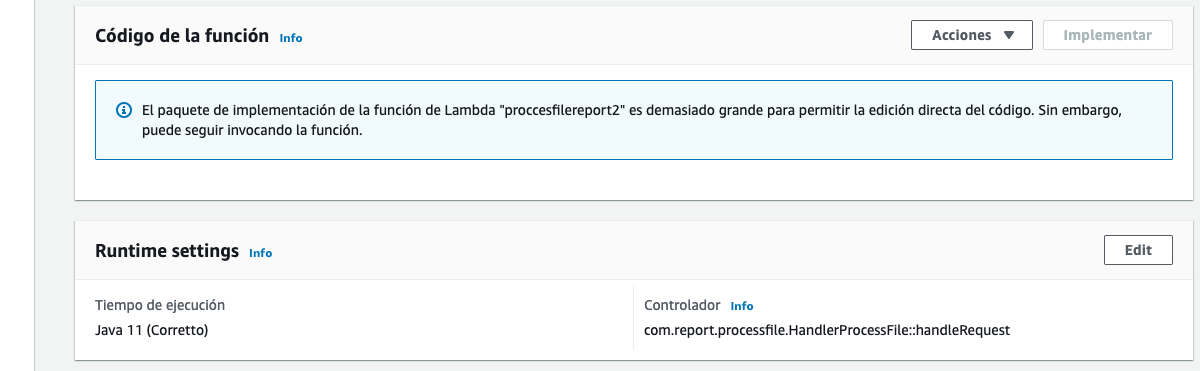 Código de la función Info
Acciones ▼ Implementar
El paquete de implementación de la función de Lambda "proccesfilereport2" es demasiado grande para permitir la edición directa del código. Sin embargo,
puede seguir invocando la función.
Runtime settings Info
Edit
Tiempo de ejecución
Java 11 (Corretto)
Controlador Info
com.report.processfile.HandlerProcessFile::handleRequest